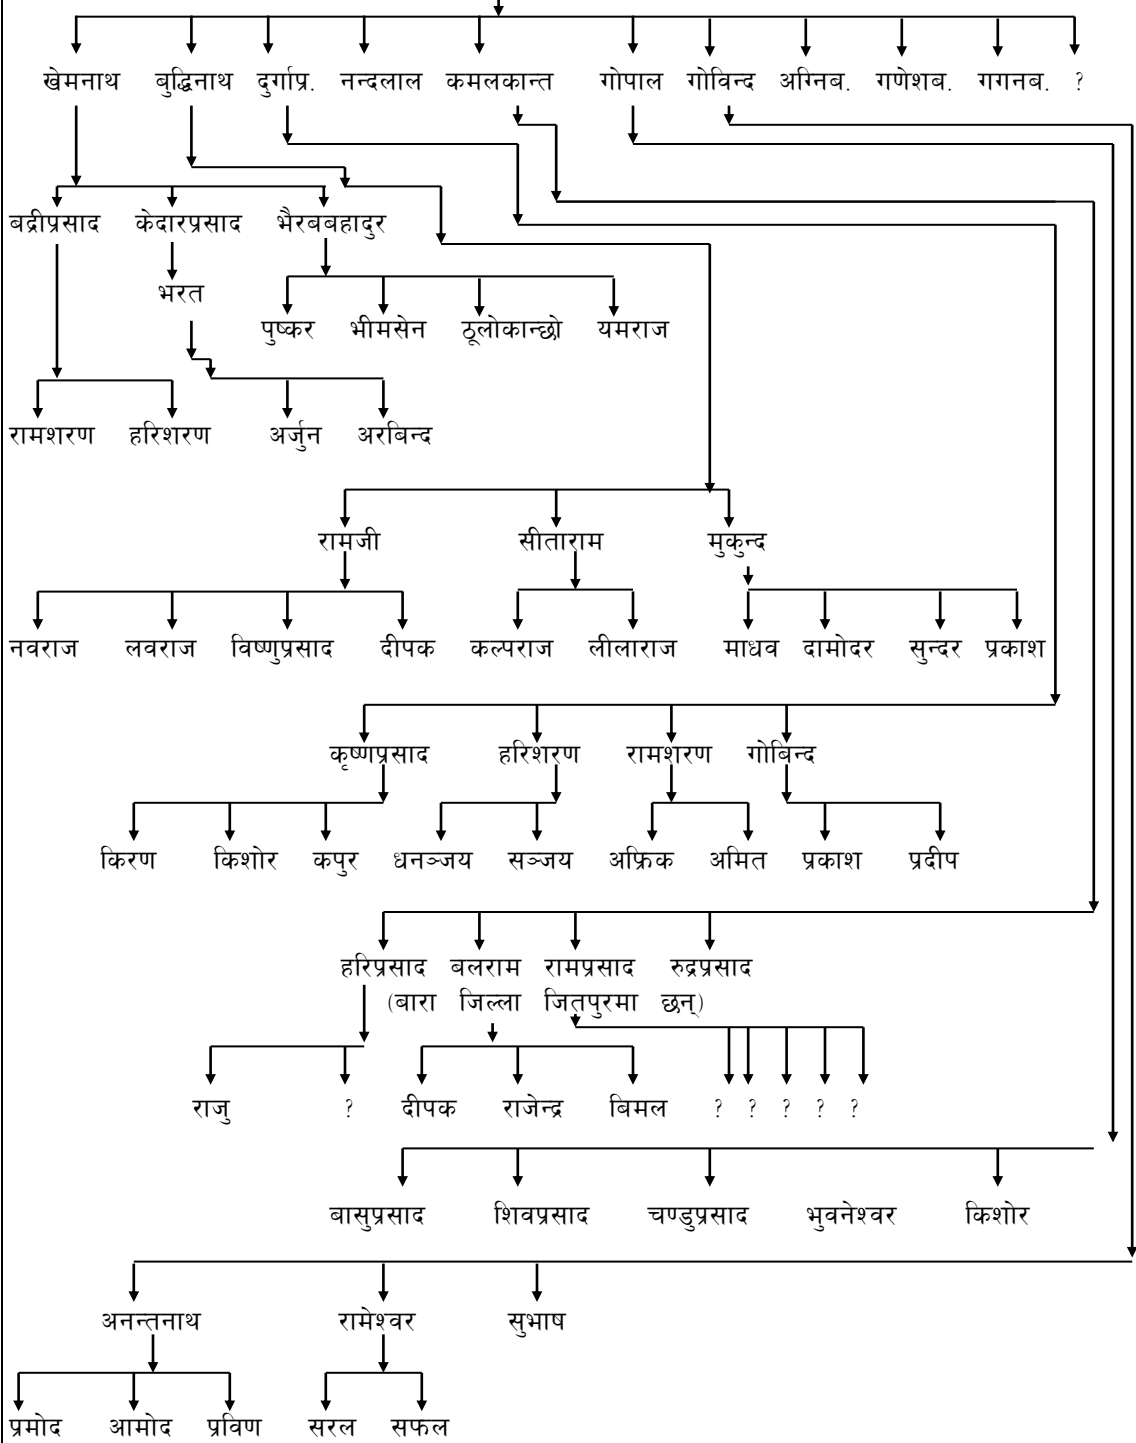 खेमनाथ बुद्धिनाथ दुर्गाप्र. नन्दलाल कमलकान्त गोपाल गोविन्द अग्निब. गणेशब. गगनब. ?
बद्रीप्रसाद केदारप्रसाद भैरबबहादुर
भरत
पुष्कर भीमसेन ठूलोकान्छो यमराज
रामशरण हरिशरण अर्जुन अरबिन्द
रामजी सीताराम मुकुन्द
नवराज लवराज विष्णुप्रसाद दीपक कल्पराज लीलाराज माधव दामोदर सुन्दर प्रकाश
कृष्णप्रसाद हरिशरण रामशरण गोबिन्द
किरण किशोर कपुर धनञ्जय सञ्जय अफ्रिक अमित प्रकाश प्रदीप
हरिप्रसाद बलराम रामप्रसाद रुद्रप्रसाद
(बारा जिल्ला जितपुरमा छन्)
राजु ? दीपक राजेन्द्र बिमल ? ? ? ? ?
बासुप्रसाद शिवप्रसाद चण्डुप्रसाद भुवनेश्वर किशोर
अनन्तनाथ रामेश्वर सुभाष
प्रमोद आमोद प्रविण सरल सफल